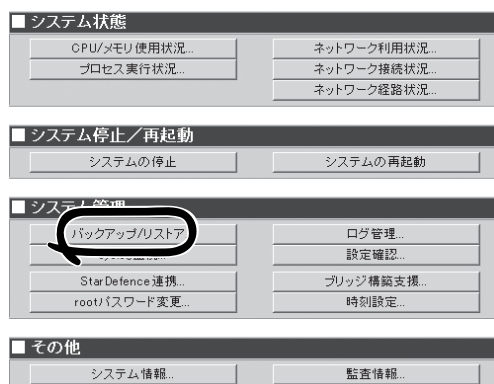 ■ システム状態
CPU/メモリ使用状況... ネットワーク利用状況...
プロセス実行状況... ネットワーク接続状況...
ネットワーク経路状況...
■ システム停止／再起動
システムの停止 システムの再起動
■ システム管理
バックアップ/リストア ログ管理...
設定確認...
StarDefence連携... ブリッジ構築支援...
rootパスワード変更... 時刻設定...
■ その他
システム情報... 監査情報...